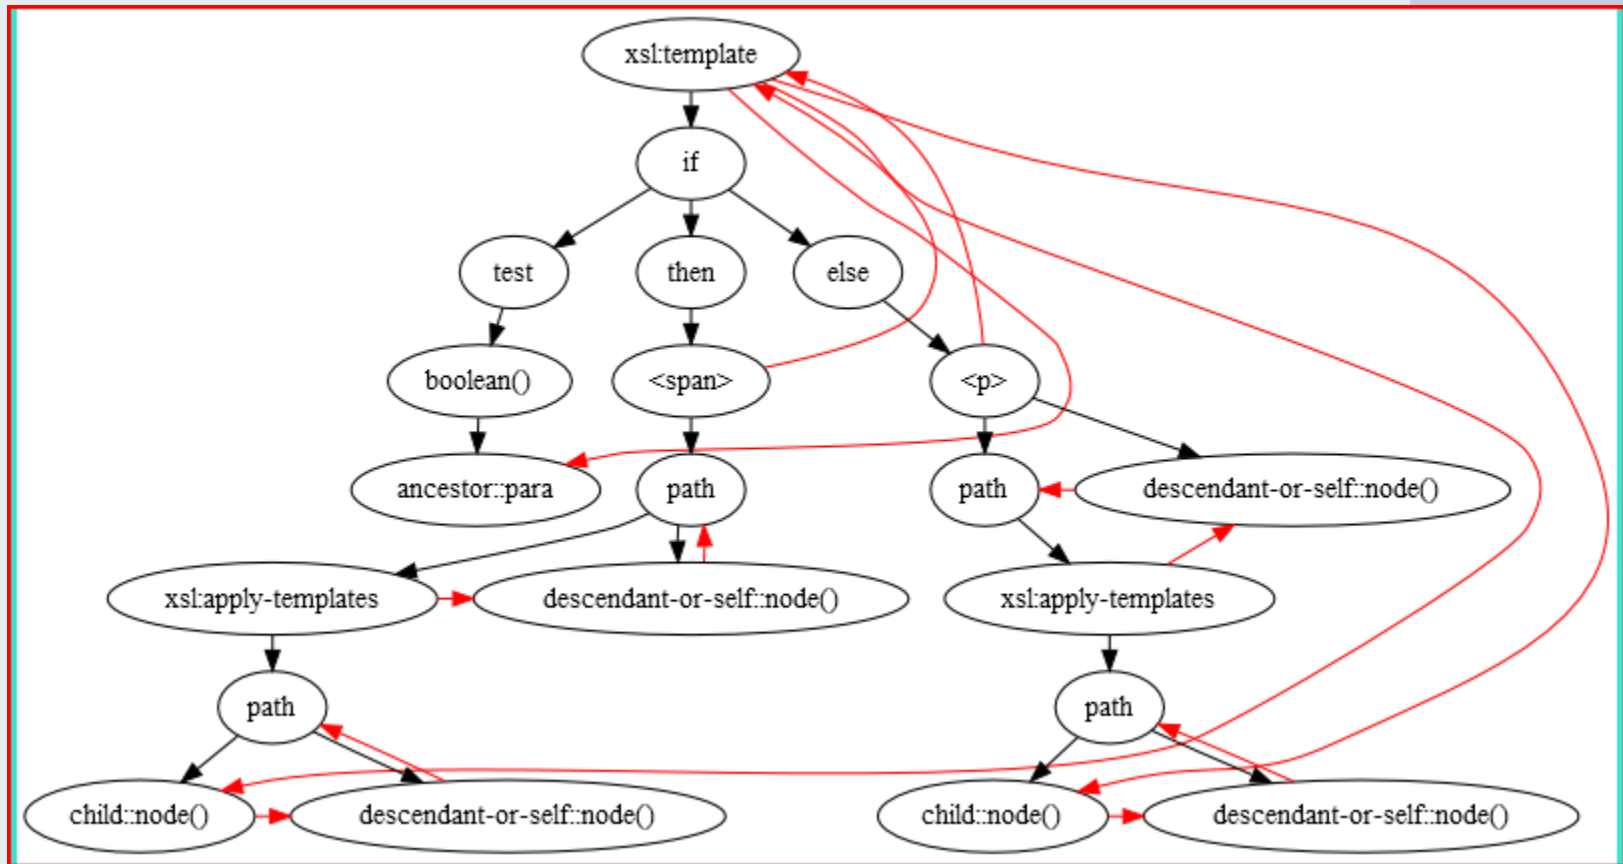 xsl:template
if
test
then
else
boolean()
<span>
<p>
ancestor::para
path
path
descendant-or-self::node()
xsl:apply-templates
descendant-or-self::node()
xsl:apply-templates
path
path
child::node()
descendant-or-self::node()
child::node()
descendant-or-self::node()